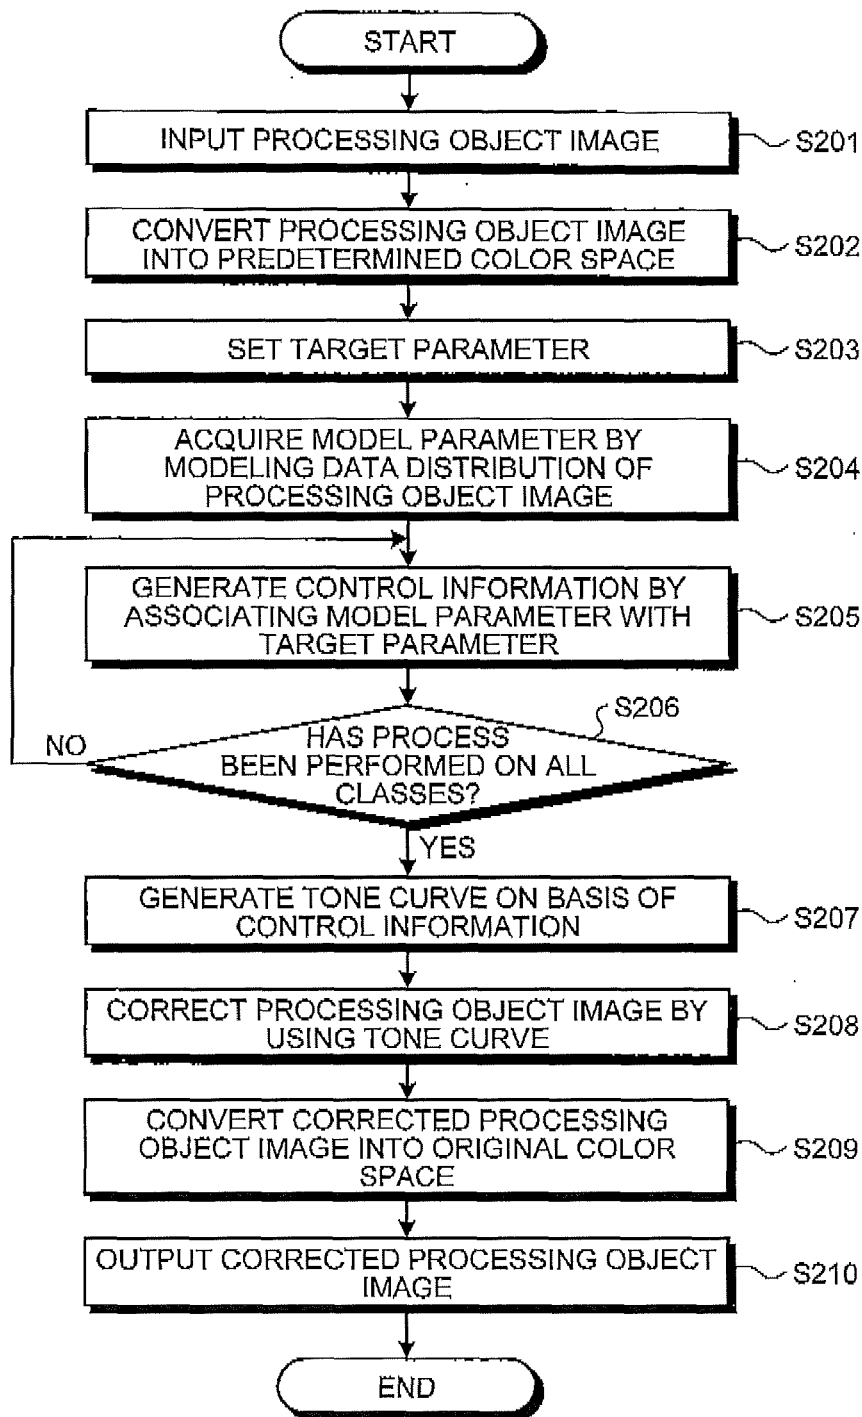 START
INPUT PROCESSING OBJECT IMAGE
S201
CONVERT PROCESSING OBJECT IMAGE
INTO PREDETERMINED COLOR SPACE
S202
SET TARGET PARAMETER
S203
ACQUIRE MODEL PARAMETER BY
MODELING DATA DISTRIBUTION OF
PROCESSING OBJECT IMAGE
S204
GENERATE CONTROL INFORMATION BY
ASSOCIATING MODEL PARAMETER WITH
TARGET PARAMETER
S205
S206
HAS PROCESS
BEEN PERFORMED ON ALL
CLASSES?
NO
YES
GENERATE TONE CURVE ON BASIS OF
CONTROL INFORMATION
S207
CORRECT PROCESSING OBJECT IMAGE BY
USING TONE CURVE
S208
CONVERT CORRECTED PROCESSING
OBJECT IMAGE INTO ORIGINAL COLOR
SPACE
S209
OUTPUT CORRECTED PROCESSING OBJECT
IMAGE
S210
END